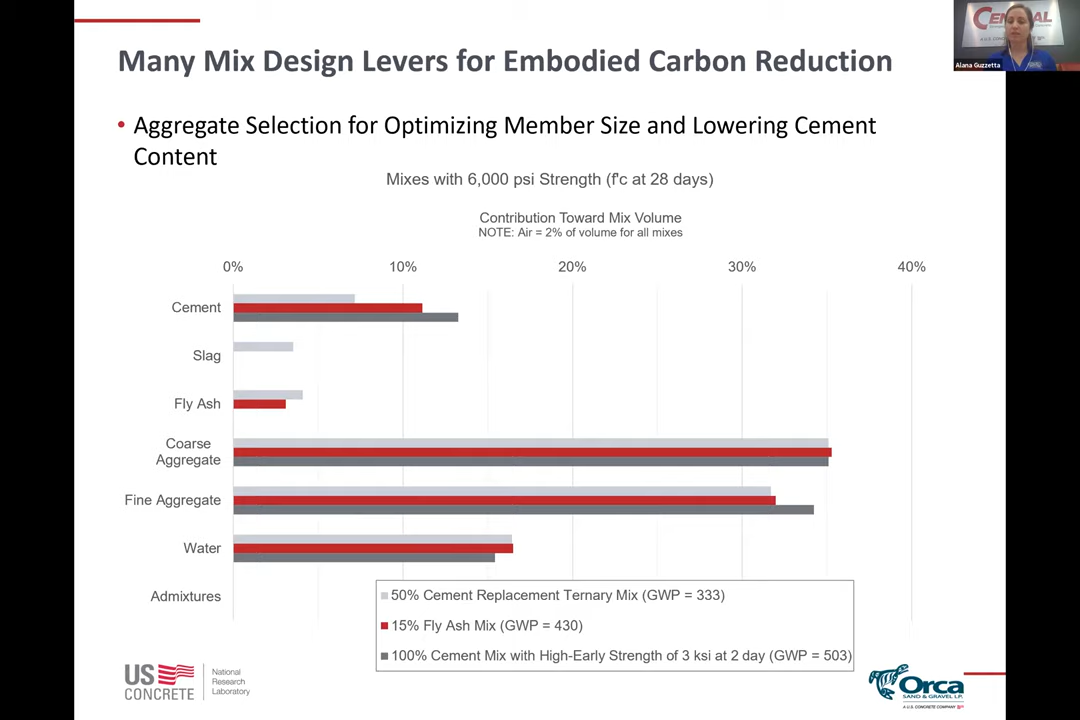 CENTRAL
Alana Guzzetta
Many Mix Design Levers for Embodied Carbon Reduction
• Aggregate Selection for Optimizing Member Size and Lowering Cement
Content
Mixes with 6,000 psi Strength (f'c at 28 days)
Contribution Toward Mix Volume
NOTE: Air = 2% of volume for all mixes
0% 10% 20% 30% 40%
Cement
Slag
Fly Ash
Coarse
Aggregate
Fine Aggregate
Water
Admixtures
50% Cement Replacement Ternary Mix (GWP = 333)
15% Fly Ash Mix (GWP = 430)
100% Cement Mix with High-Early Strength of 3 ksi at 2 day (GWP = 503)
US
CONCRETE
National
Research
Laboratory
Orca
SAND & GRAVEL L.P.
A U.S. CONCRETE COMPANY